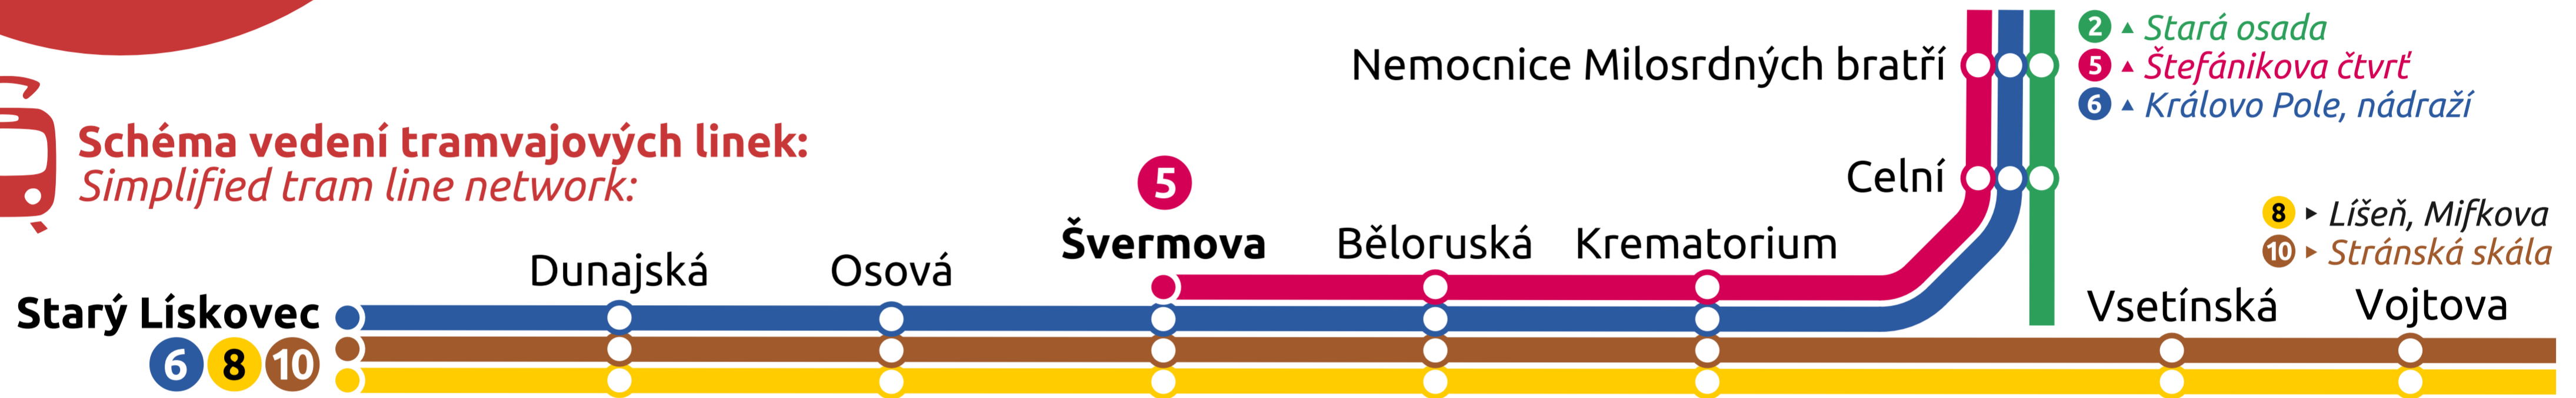 Schéma vedení tramvajových linek:
Simplified tram line network:
Starý Lískovec
6 8 10
Dunajská
Osová
5
Švermova
Běloruská
Krematorium
Celní
Nemocnice Milosrdných bratří
2 ▲ Stará osada
5 ▲ Štefánikova čtvrť
6 ▲ Královo Pole, nádraží
8 ▶ Líšeň, Mifkova
10 ▶ Stránská skála
Vsetínská
Vojtova